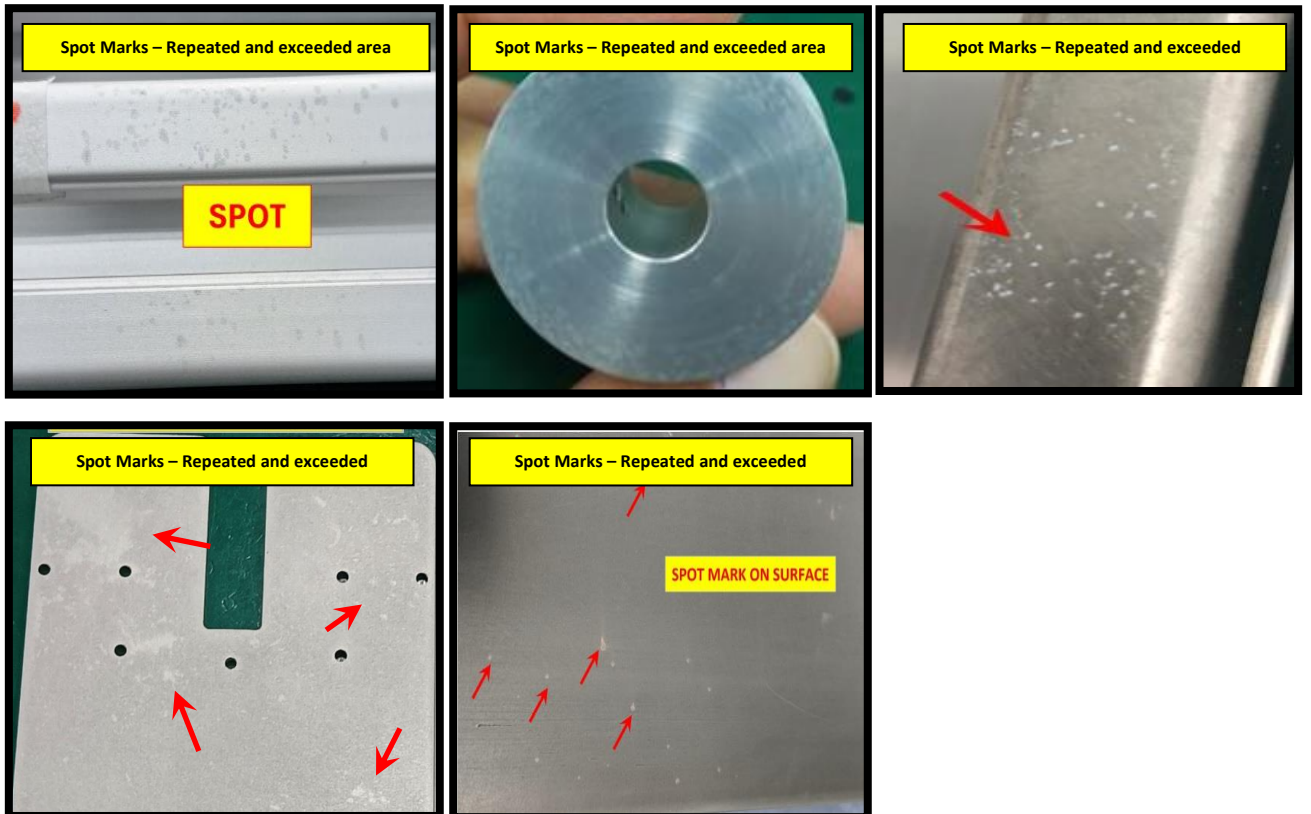 Spot Marks – Repeated and exceeded area
Spot Marks – Repeated and exceeded area
Spot Marks – Repeated and exceeded
SPOT
Spot Marks – Repeated and exceeded
Spot Marks – Repeated and exceeded
SPOT MARK ON SURFACE